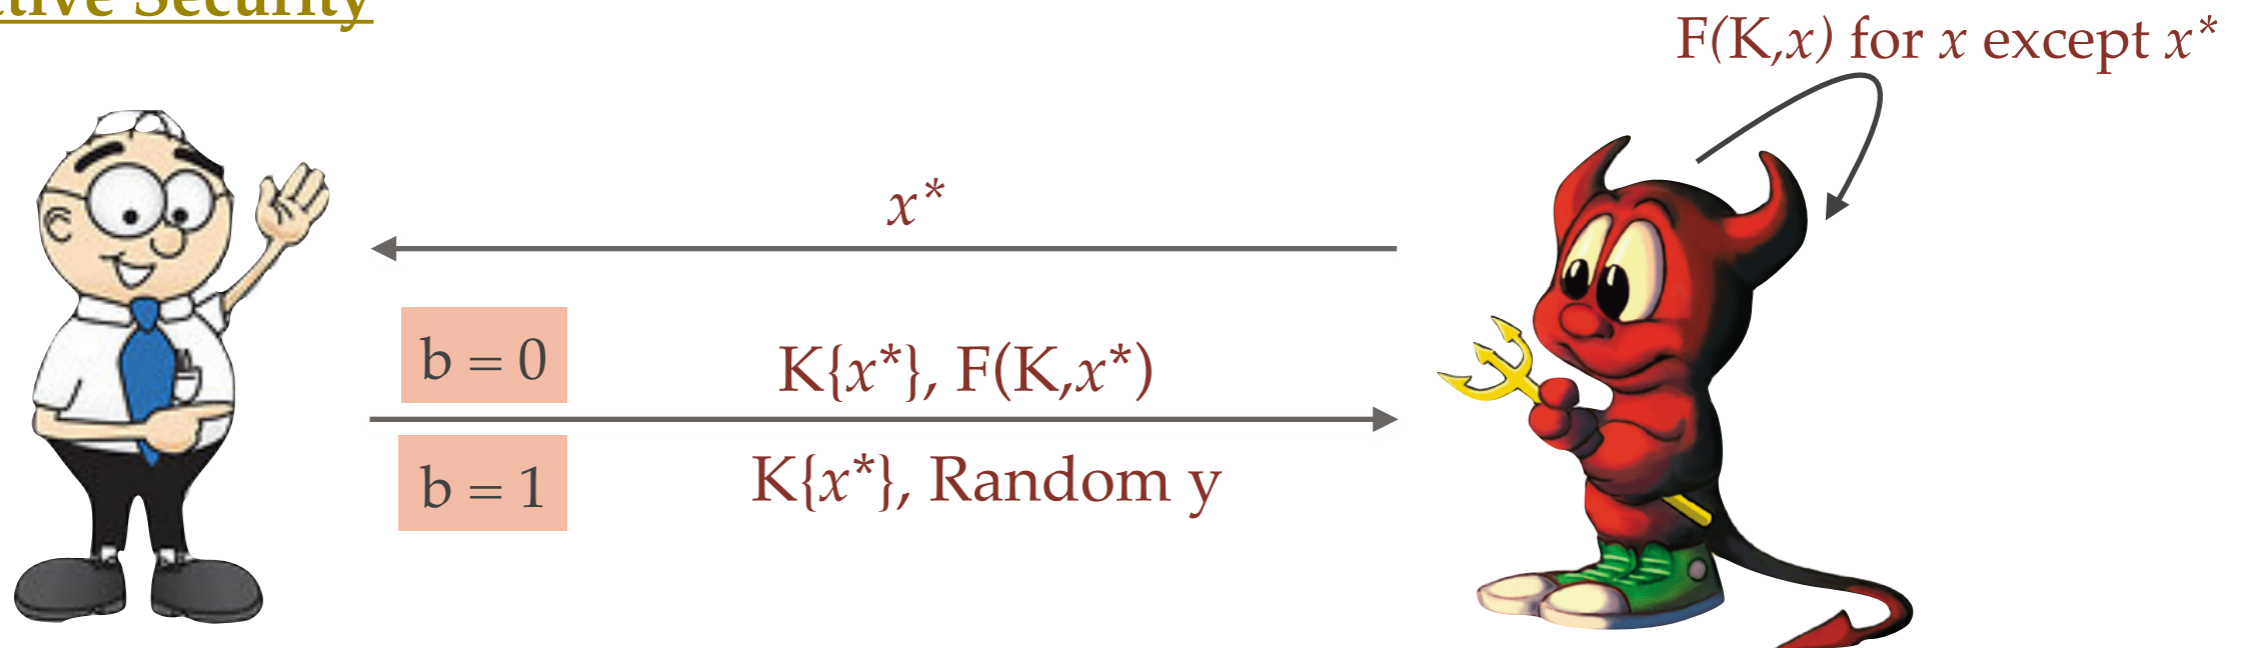 F(K,x) for x except x*
x*
b = 0
K{x*}, F(K,x*)
b = 1
K{x*}, Random y